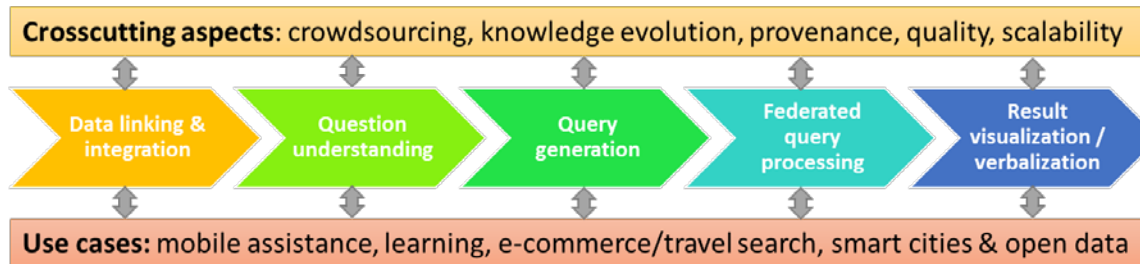 Crosscutting aspects: crowdsourcing, knowledge evolution, provenance, quality, scalability
Data linking &
integration
Question
understanding
Query
generation
Federated
query
processing
Result
visualization /
verbalization
Use cases: mobile assistance, learning, e-commerce/travel search, smart cities & open data